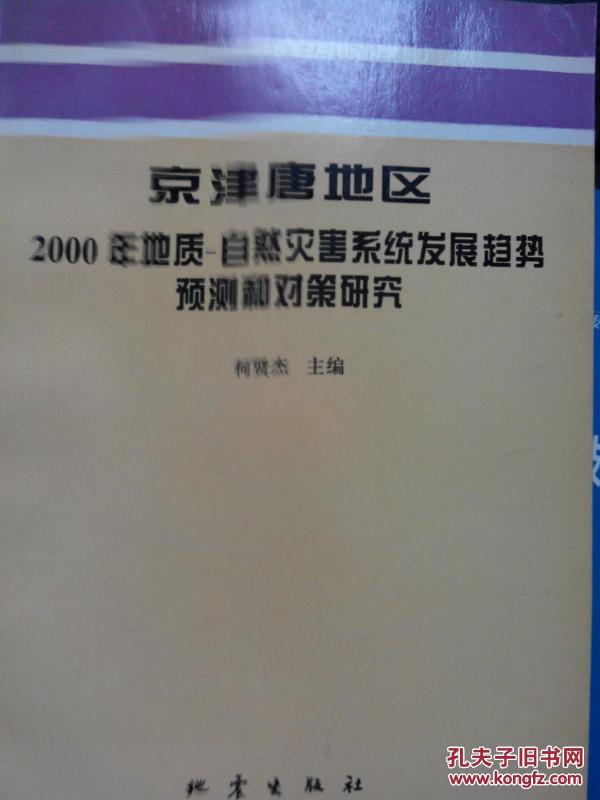 京津唐地区
2000年地质-自然灾害系统发展趋势
预测和对策研究
柯贤杰 主编
地震出版社
孔夫子旧书网
www.kongfz.com